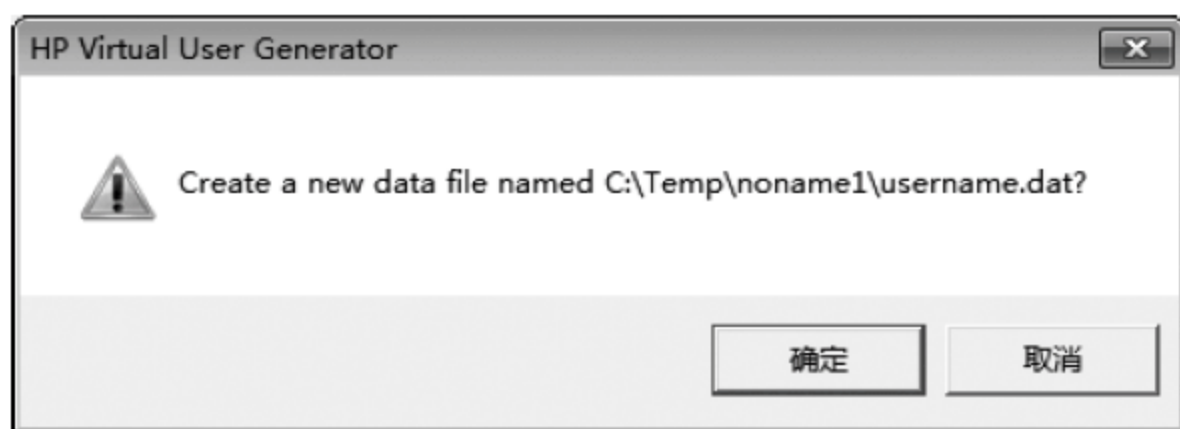 HP Virtual User Generator
Create a new data file named C:\Temp\noname1\username.dat?
确定
取消